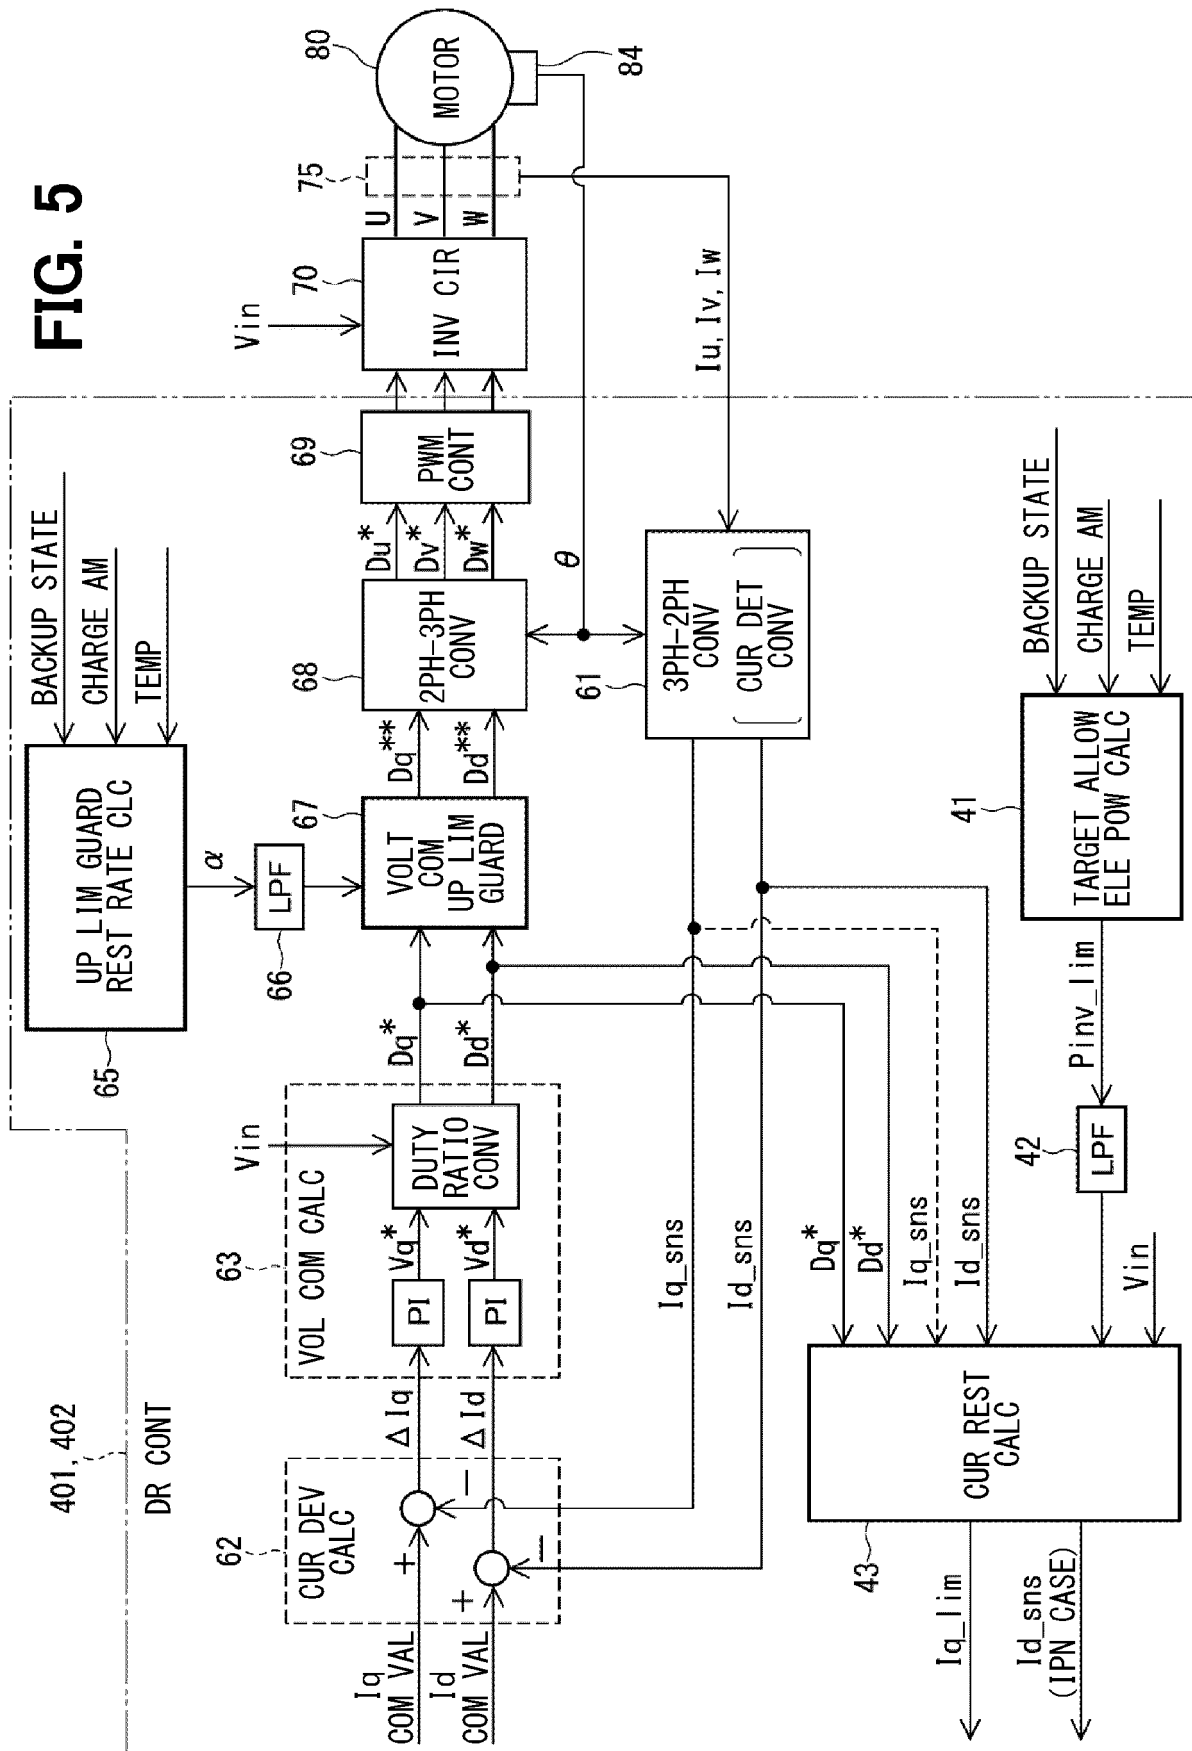 FIG. 5
401, 402
DR CONT
65
UP LIM GUARD
REST RATE CLC
BACKUP STATE
CHARGE AM
TEMP
α
66
LPF
62
CUR DEV
CALC
Iq
COM VAL
Id
COM VAL
+
−
+
−
Δ Iq
Δ Id
63
VOL COM CALC
PI
PI
Vq*
Vd*
Vin
DUTY
RATIO
CONV
Dq*
Dd*
67
VOLT
COM
UP LIM
GUARD
Dq**
Dd**
68
2PH-3PH
CONV
Du*
Dv*
Dw*
69
PWM
CONT
Vin
70
INV CIR
U
V
W
75
80
MOTOR
84
θ
Iu, Iv, Iw
61
3PH-2PH
CONV
CUR DET
CONV
Iq_sns
Id_sns
Dq*
Dd*
Iq_sns
Id_sns
BACKUP STATE
CHARGE AM
TEMP
41
TARGET ALLOW
ELE POW CALC
Pinv_lim
42
LPF
Vin
43
CUR REST
CALC
Iq_lim
Id_sns
(IPN CASE)